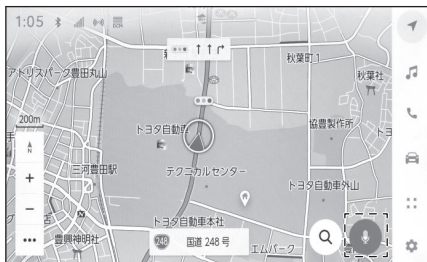 1:05
DCM
秋葉町1
アトリスパーク豊田丸山
秋葉社
200m
トヨタ自動車
協豊製作所
N
三河豊田駅
テクニカルセンター
トヨタ自動車外山
トヨタ自動車本社
豊興神明社
248
国道 248 号
エムパーク